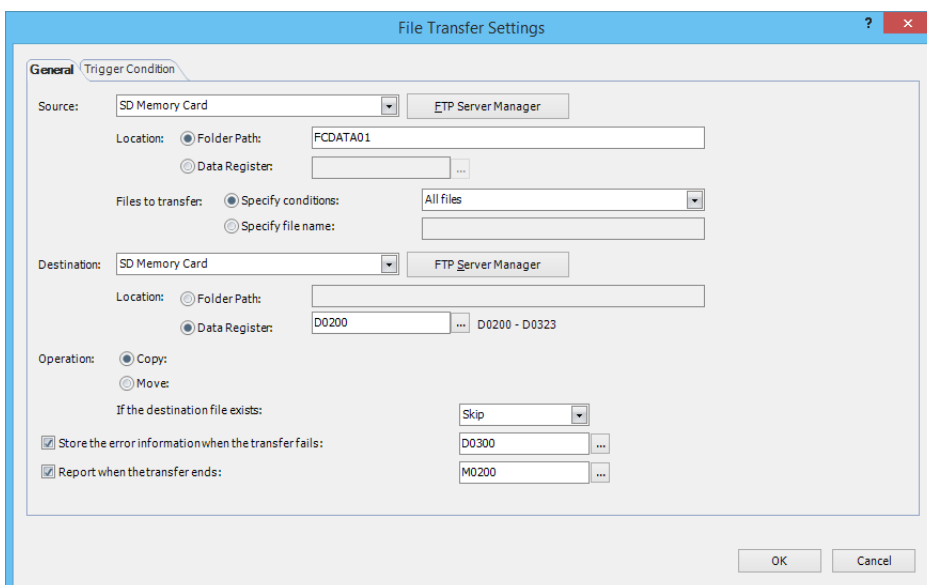 File Transfer Settings
?
×
General Trigger Condition
Source: SD Memory Card FTP Server Manager
Location: Folder Path: FCDATA01
Data Register: ...
Files to transfer: Specify conditions: All files
Specify file name:
Destination: SD Memory Card FTP Server Manager
Location: Folder Path:
Data Register: D0200 ... D0200 - D0323
Operation: Copy:
Move:
If the destination file exists: Skip
Store the error information when the transfer fails: D0300 ...
Report when the transfer ends: M0200 ...
OK Cancel